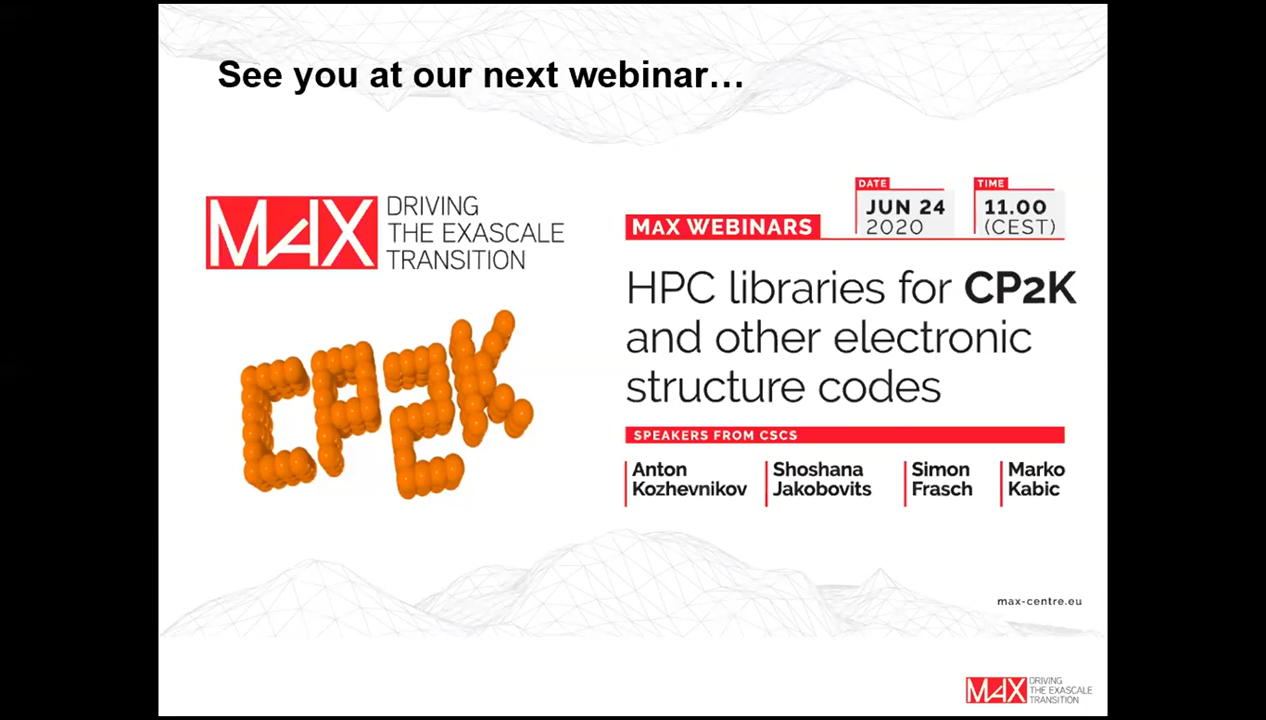 See you at our next webinar…
MAX
DRIVING
THE EXASCALE
TRANSITION
CP2K
DATE
JUN 24
2020
TIME
11.00
(CEST)
MAX WEBINARS
HPC libraries for CP2K
and other electronic
structure codes
SPEAKERS FROM CSCS
Anton
Kozhevnikov
Shoshana
Jakobovits
Simon
Frasch
Marko
Kabic
max-centre.eu
MAX
DRIVING
THE EXASCALE
TRANSITION